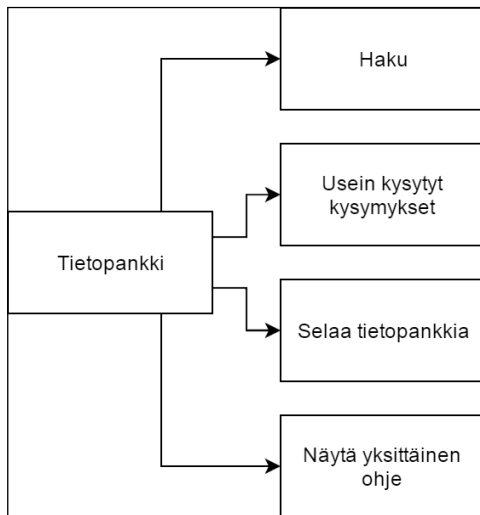 Haku
Usein kysytyt
kysymykset
Tietopankki
Selaa tietopankkia
Näytä yksittäinen
ohje